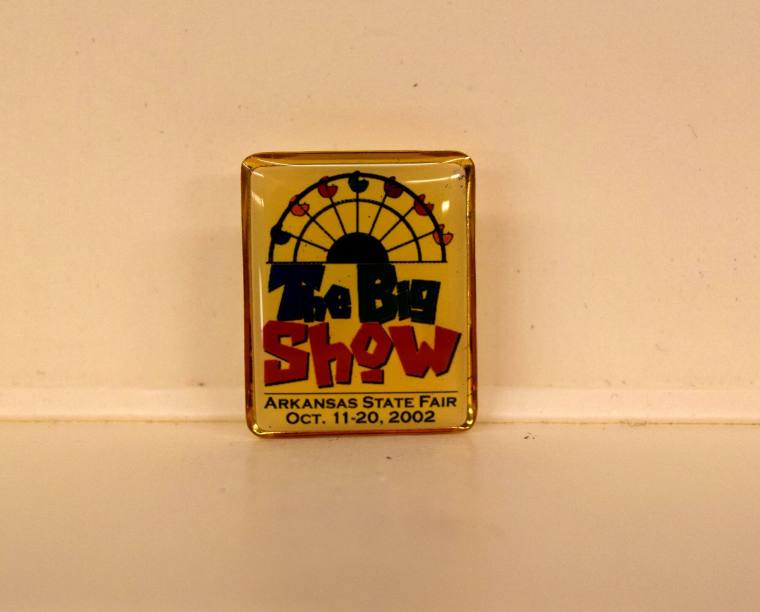 The Big
Show
ARKANSAS STATE FAIR
OCT. 11-20, 2002